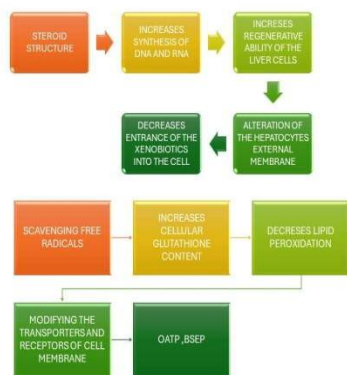 STEROID
STRUCTURE
INCREASES
SYNTHESIS OF
DNA AND RNA
INCRESES
REGENERATIVE
ABILITY OF THE
LIVER CELLS
DECREASES
ENTRANCE OF THE
XENOBIOTICS
INTO THE CELL
ALTERATION OF
THE HEPATOCYTES
EXTERNAL
MEMBRANE
SCAVENGING FREE
RADICALS
INCREASES
CELLULAR
GLUTATHIONE
CONTENT
DECRESES LIPID
PEROXIDATION
MODIFYING THE
TRANSPORTERS AND
RECEPTORS OF CELL
MEMBRANE
OATP ,BSEP